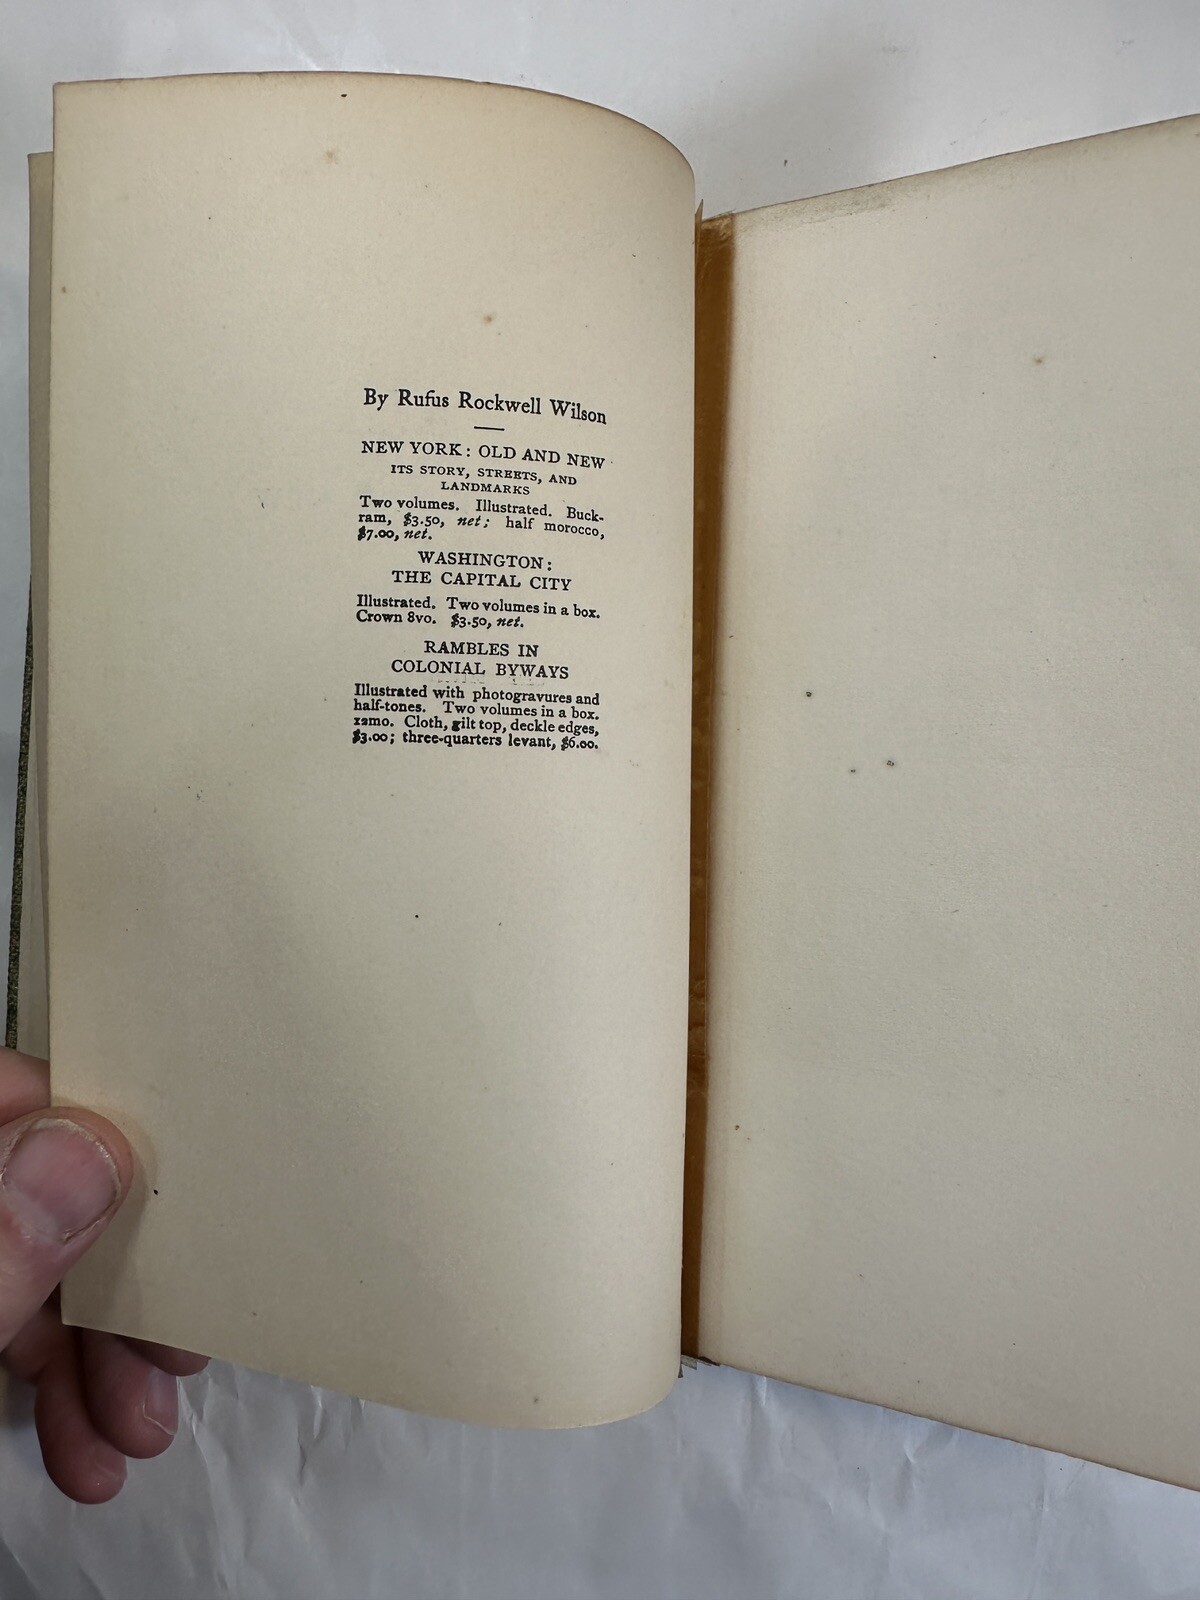 By Rufus Rockwell Wilson
NEW YORK: OLD AND NEW
ITS STORY, STREETS, AND
LANDMARKS
Two volumes. Illustrated. Buck-
ram, $3.50, net; half morocco,
$7.00, net.
WASHINGTON:
THE CAPITAL CITY
Illustrated. Two volumes in a box.
Crown 8vo. $3.50, net.
RAMBLES IN
COLONIAL BYWAYS
Illustrated with photogravures and
half-tones. Two volumes in a box.
12mo. Cloth, gilt top, deckle edges,
$3.00; three-quarters levant, $6.00.